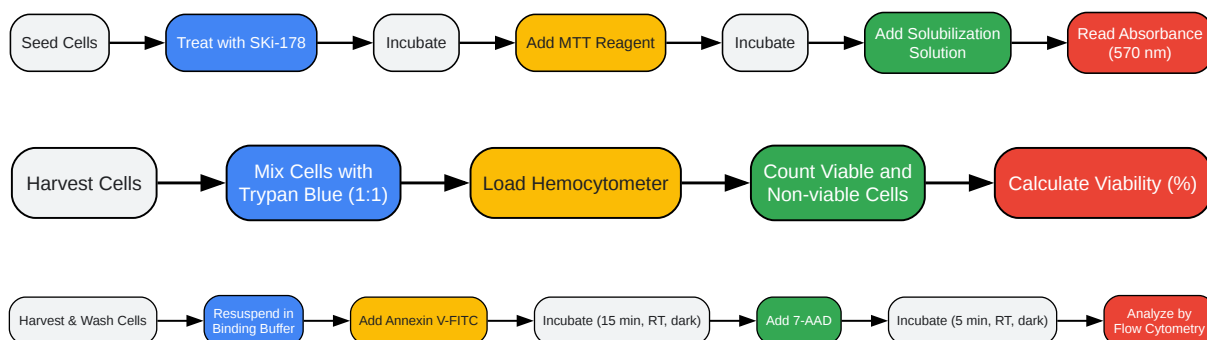 Seed Cells
Treat with SKi-178
Incubate
Add MTT Reagent
Incubate
Add Solubilization
Solution
Read Absorbance
(570 nm)
Harvest Cells
Mix Cells with
Trypan Blue (1:1)
Load Hemocytometer
Count Viable and
Non-viable Cells
Calculate Viability (%)
Harvest & Wash Cells
Resuspend in
Binding Buffer
Add Annexin V-FITC
Incubate (15 min, RT, dark)
Add 7-AAD
Incubate (5 min, RT, dark)
Analyze by
Flow Cytometry